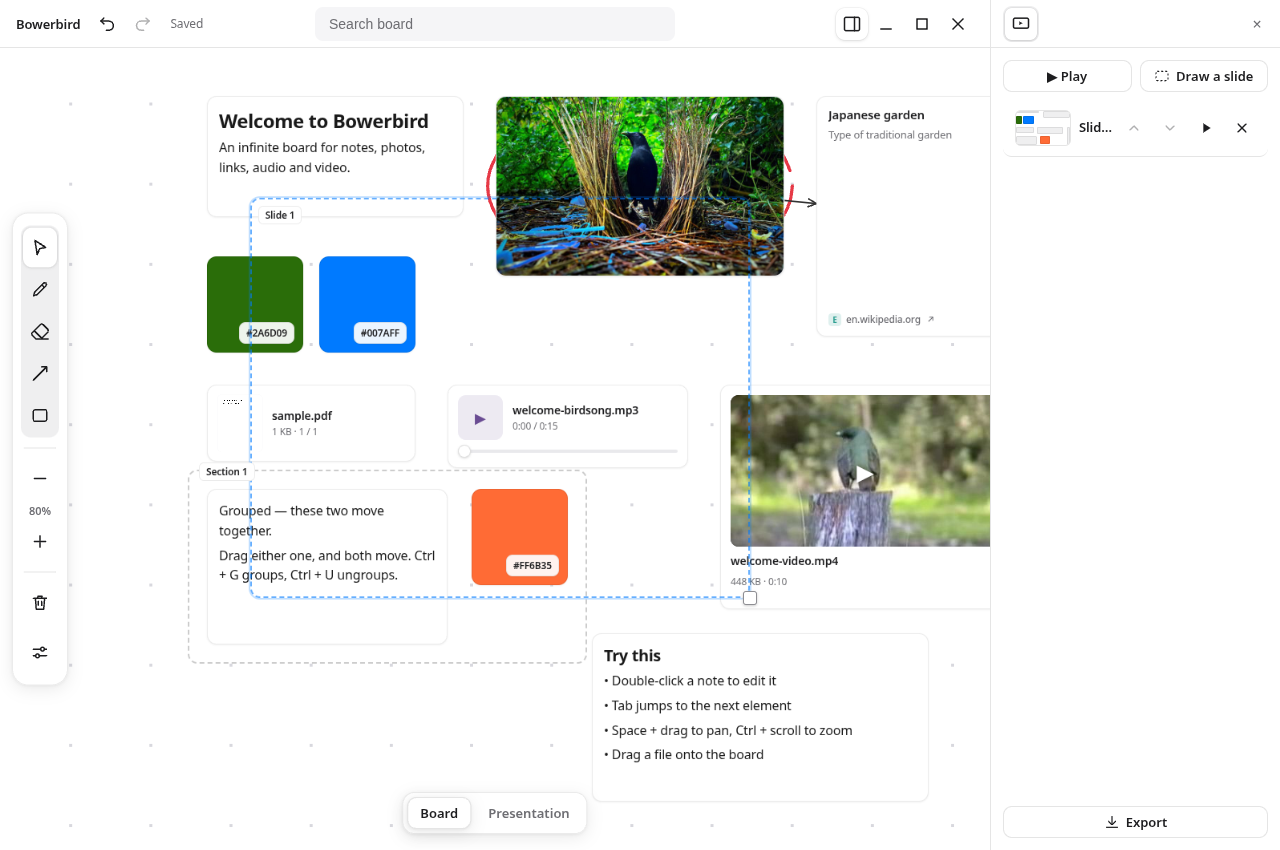 Bowerbird
Saved
Search board
▶ Play
Draw a slide
Slid...
Welcome to Bowerbird
An infinite board for notes, photos,
links, audio and video.
Japanese garden
Type of traditional garden
E en.wikipedia.org ↗
Slide 1
#2A6D09
#007AFF
sample.pdf
1 KB · 1 / 1
welcome-birdsong.mp3
0:00 / 0:15
Section 1
Grouped — these two move
together.
Drag either one, and both move. Ctrl
+ G groups, Ctrl + U ungroups.
#FF6B35
welcome-video.mp4
448 KB · 0:10
80%
Try this
• Double-click a note to edit it
• Tab jumps to the next element
• Space + drag to pan, Ctrl + scroll to zoom
• Drag a file onto the board
Board
Presentation
Export